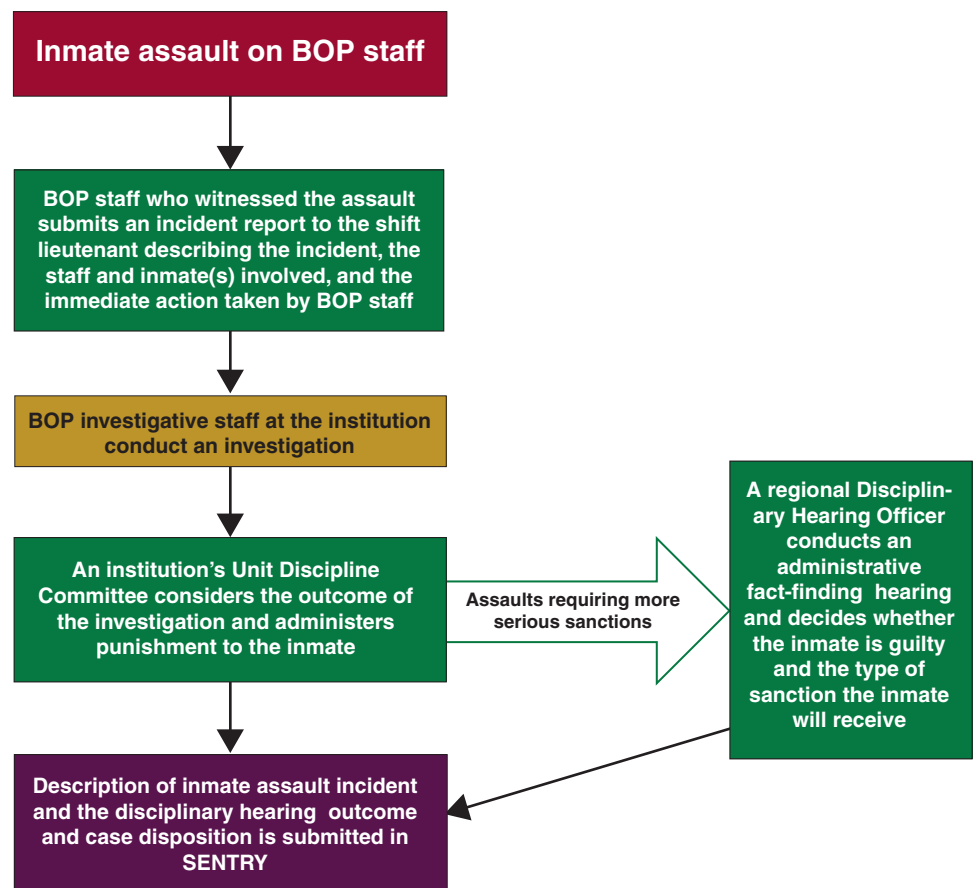 Inmate assault on BOP staff
BOP staff who witnessed the assault
submits an incident report to the shift
lieutenant describing the incident, the
staff and inmate(s) involved, and the
immediate action taken by BOP staff
BOP investigative staff at the institution
conduct an investigation
An institution’s Unit Discipline
Committee considers the outcome of
the investigation and administers
punishment to the inmate
Assaults requiring more
serious sanctions
A regional Disciplin-
ary Hearing Officer
conducts an
administrative
fact-finding hearing
and decides whether
the inmate is guilty
and the type of
sanction the inmate
will receive
Description of inmate assault incident
and the disciplinary hearing outcome
and case disposition is submitted in
SENTRY